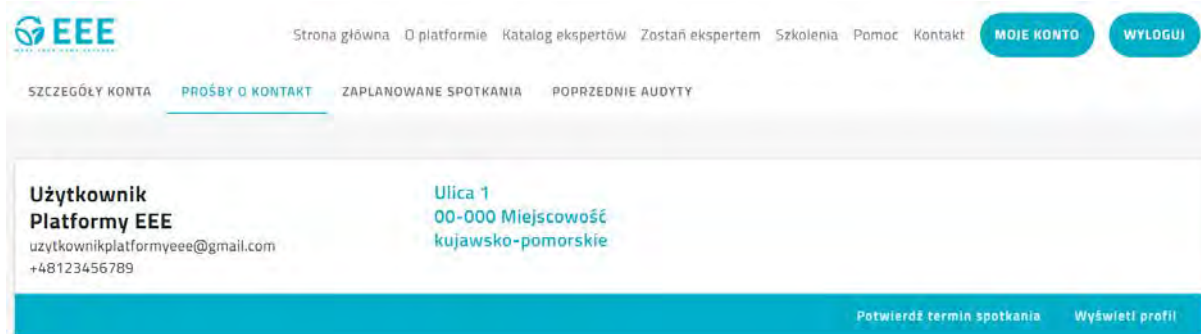 EEE
Strona główna O platformie Katalog ekspertów Zostań ekspertem Szkolenia Pomoc Kontakt MOJE KONTO WYLOGUJ
SZCZEGÓŁY KONTA PROŚBY O KONTAKT ZAPLANOWANE SPOTKANIA POPRZEDNIE AUDYTY
Użytkownik
Platformy EEE
uzytkownikplatformyeee@gmail.com
+48123456789
Ulica 1
00-000 Miejscowość
kujawsko-pomorskie
Potwierdź termin spotkania Wyświetl profil